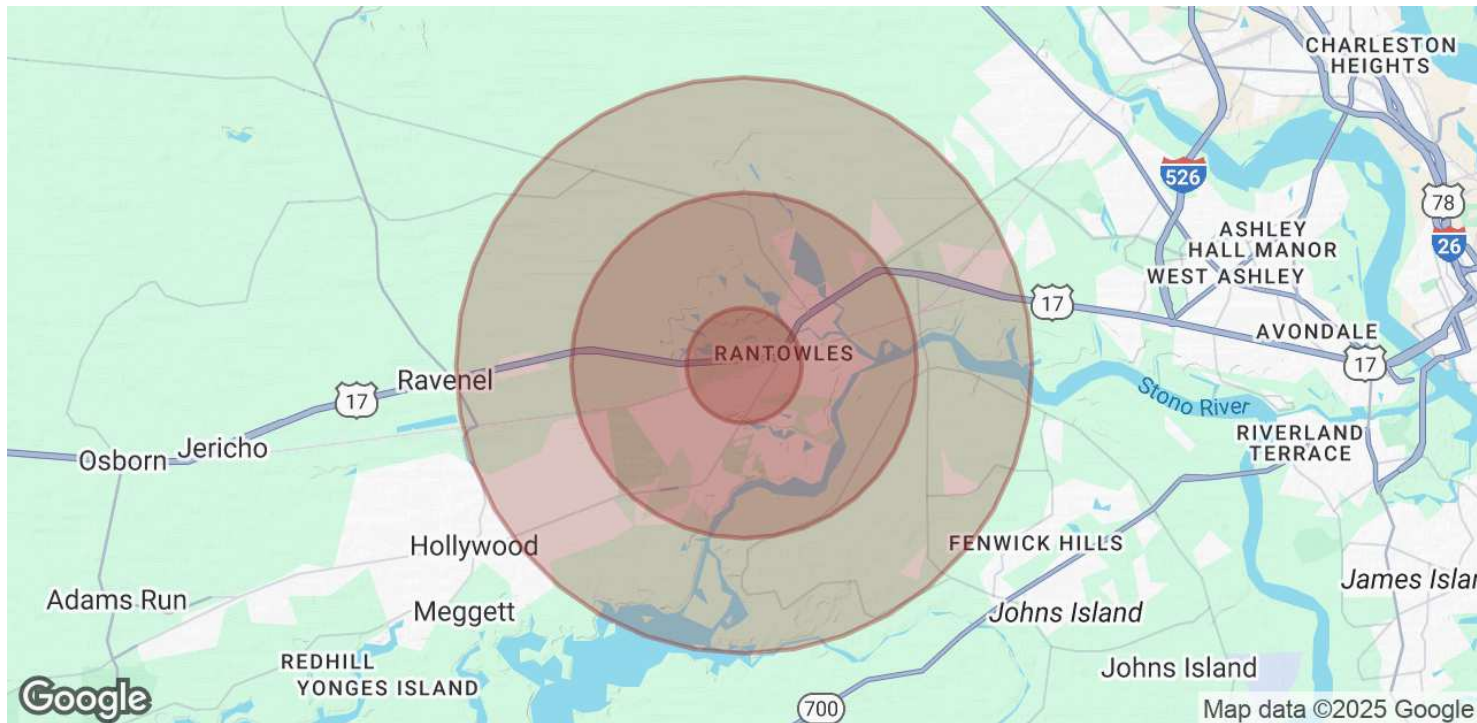 CHARLESTON
HEIGHTS
526
78
26
ASHLEY
HALL MANOR
WEST ASHLEY
17
AVONDALE
17
RANTOWLES
Ravenel
17
Stono River
Jericho
Osborn
RIVERLAND
TERRACE
Hollywood
FENWICK HILLS
James Islan
Adams Run
Meggett
Johns Island
REDHILL
YONGES ISLAND
Johns Island
700
Google
Map data ©2025 Google